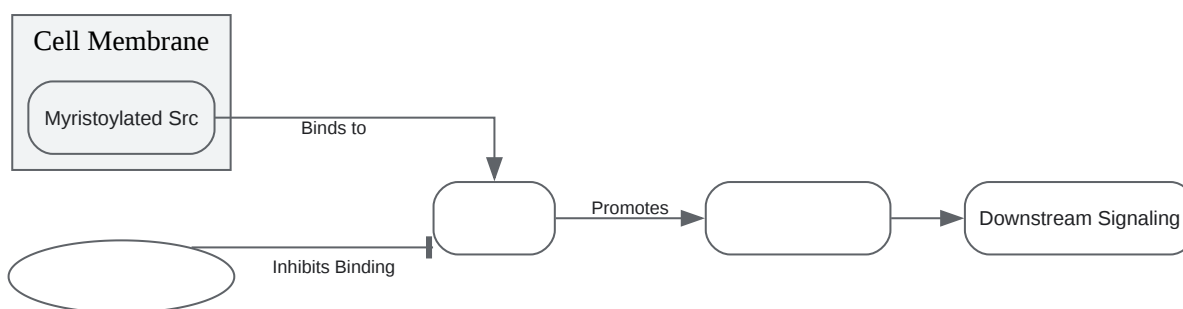 Cell Membrane
Myristoylated Src
Binds to
Promotes
Downstream Signaling
Inhibits Binding